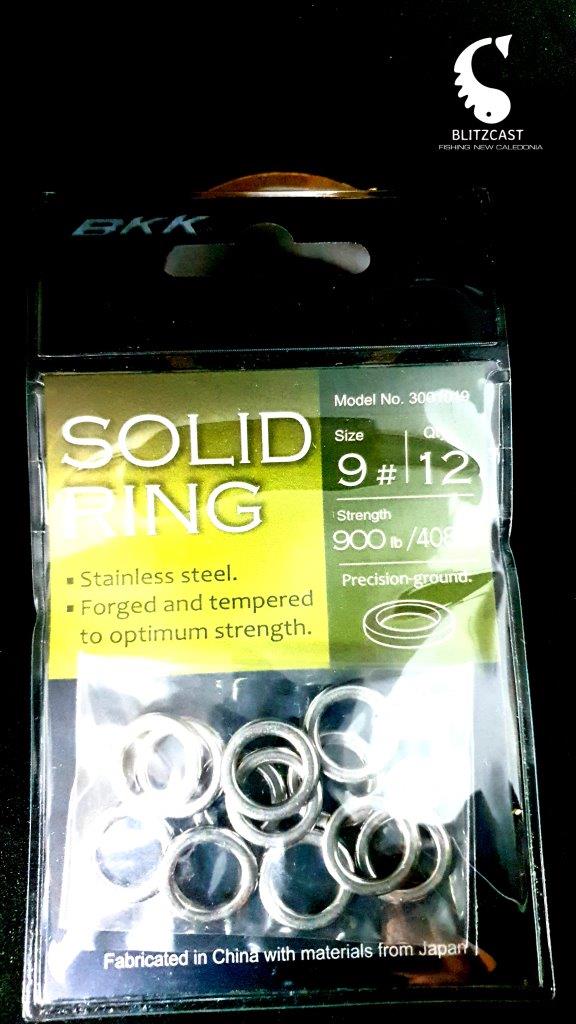 BLITZCAST
FISHING NEW CALEDONIA
BKK
SOLID
RING
▪ Stainless steel.
▪ Forged and tempered
to optimum strength.
Model No.
Size
9 # 12
Strength
900 lb
Precision-ground.
Fabricated in China with materials from Japan